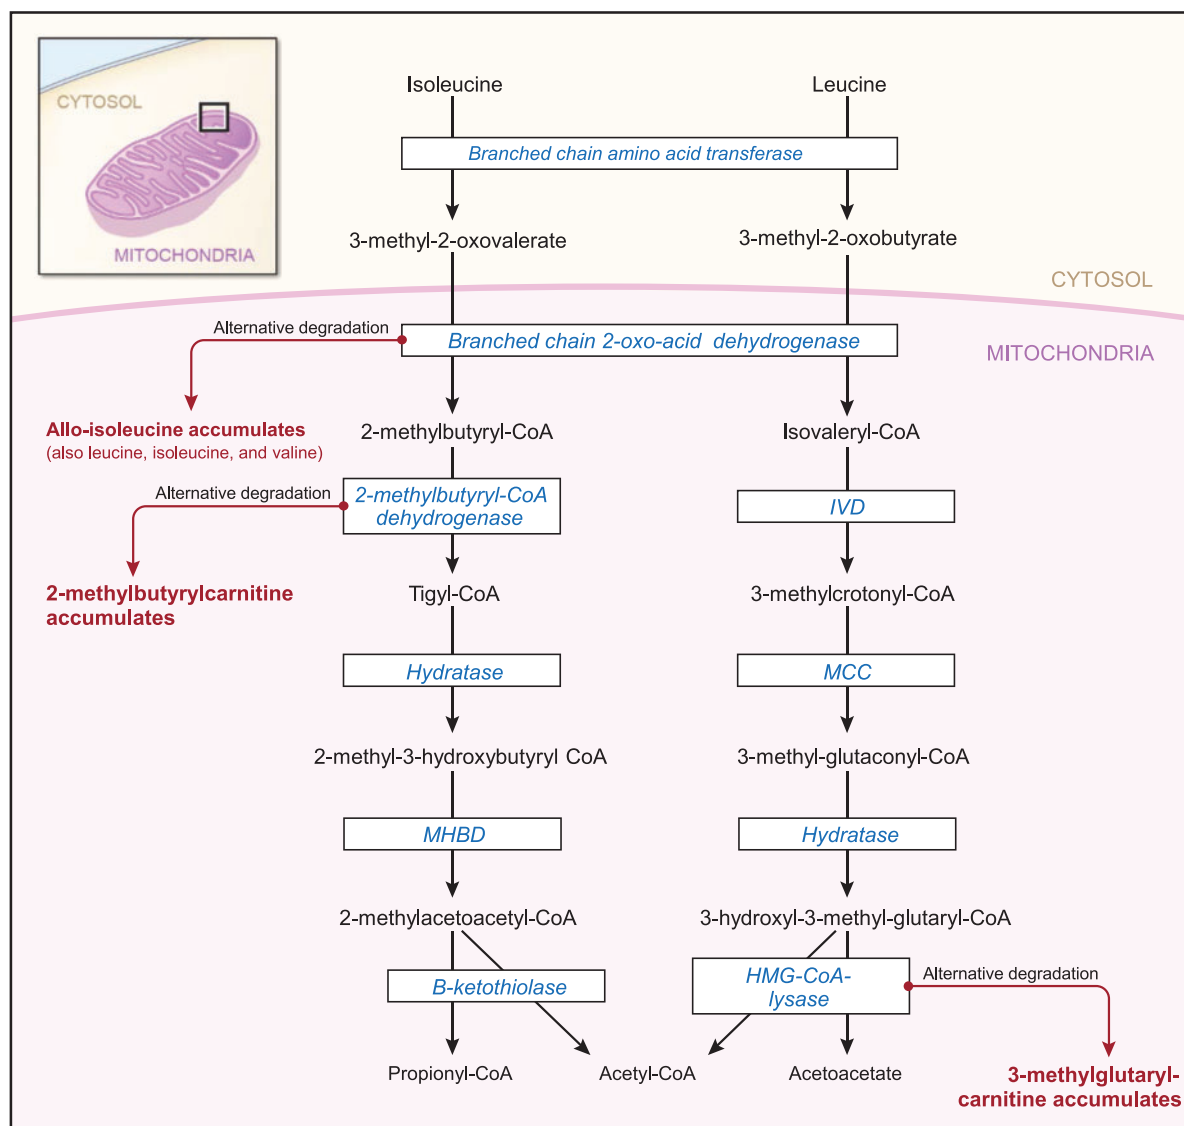 CYTOSOL
MITOCHONDRIA
Isoleucine
Leucine
Branched chain amino acid transferase
3-methyl-2-oxovalerate
3-methyl-2-oxobutyrate
CYTOSOL
MITOCHONDRIA
Alternative degradation
Branched chain 2-oxo-acid dehydrogenase
Allo-isoleucine accumulates
(also leucine, isoleucine, and valine)
2-methylbutyryl-CoA
Isovaleryl-CoA
Alternative degradation
2-methylbutyryl-CoA
dehydrogenase
IVD
2-methylbutyrylcarnitine
accumulates
Tigyl-CoA
3-methylcrotonyl-CoA
Hydratase
MCC
2-methyl-3-hydroxybutyryl CoA
3-methyl-glutaconyl-CoA
MHBD
Hydratase
2-methylacetoacetyl-CoA
3-hydroxyl-3-methyl-glutaryl-CoA
B-ketothiolase
HMG-CoA-
lysase
Alternative degradation
Propionyl-CoA
Acetyl-CoA
Acetoacetate
3-methylglutaryl-
carnitine accumulates